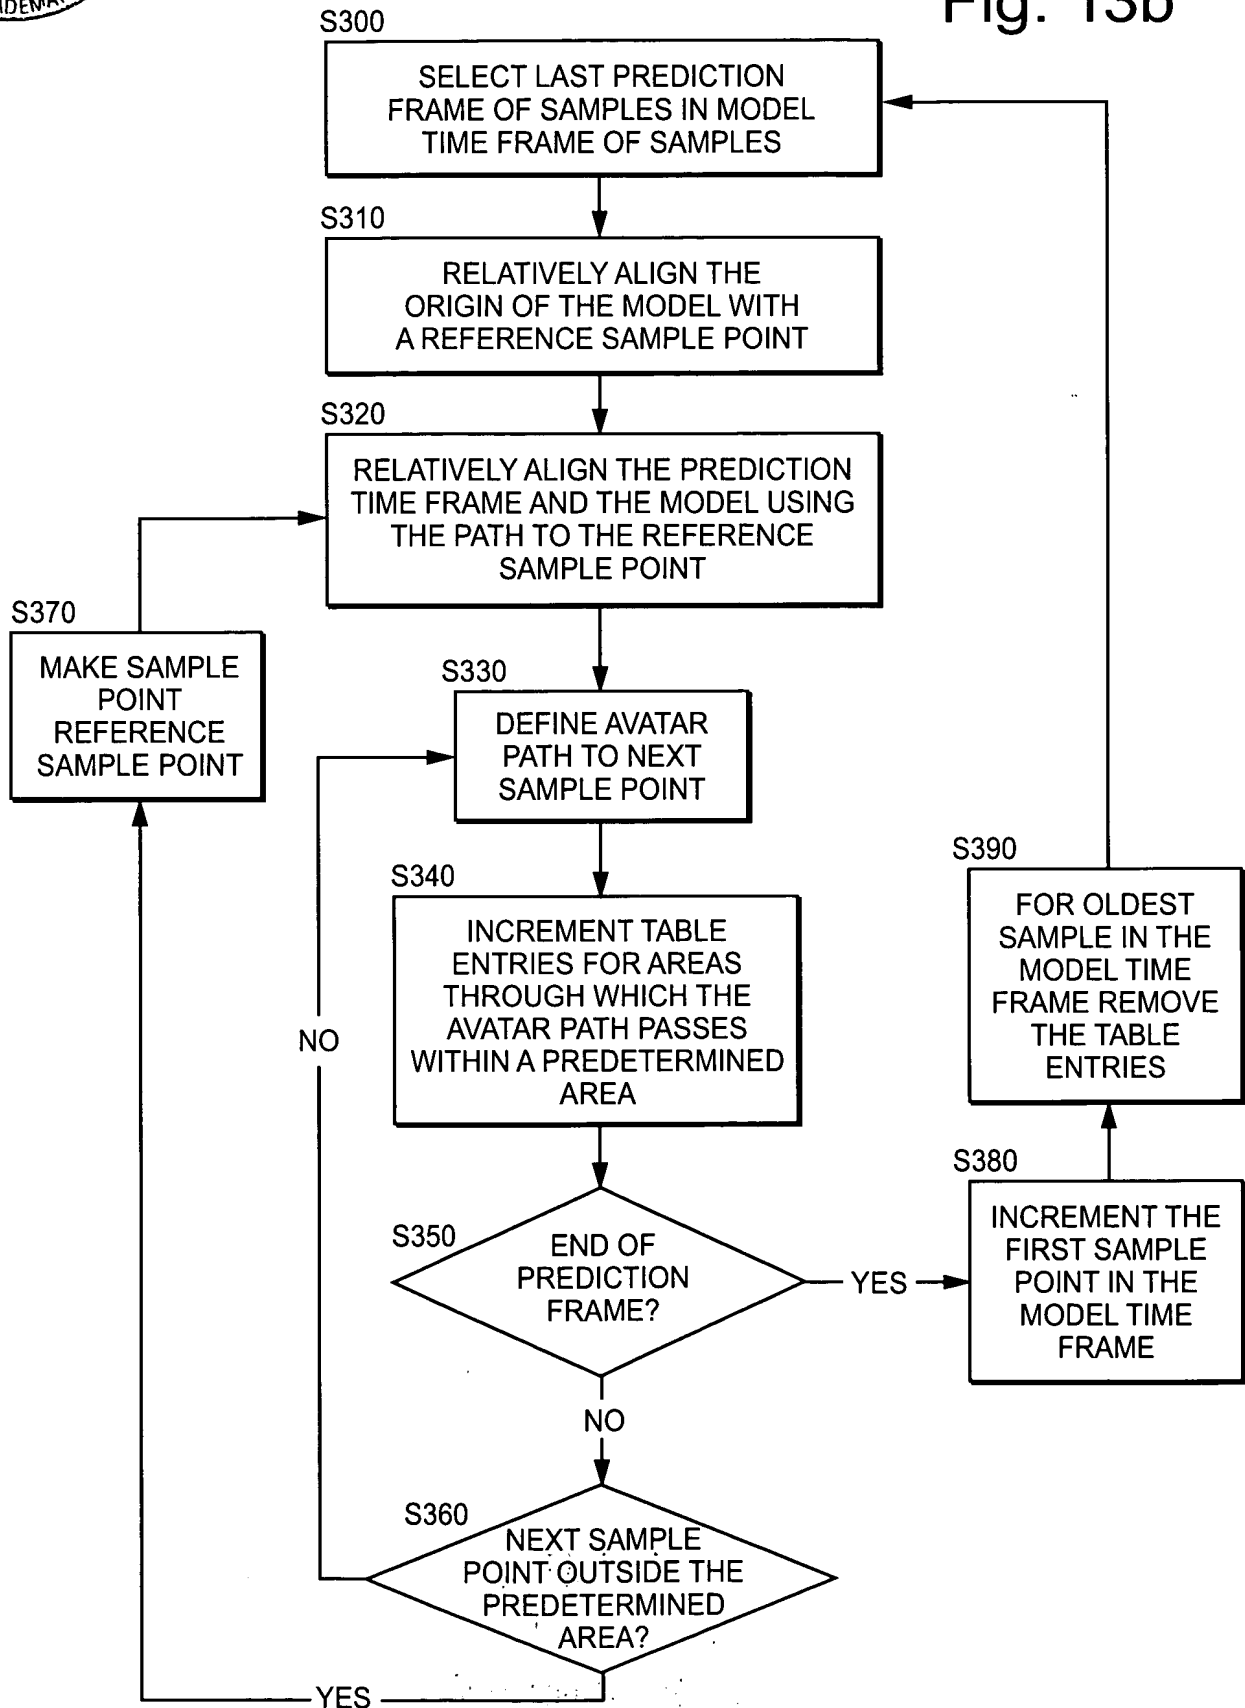 Fig. 13b
S300
SELECT LAST PREDICTION
FRAME OF SAMPLES IN MODEL
TIME FRAME OF SAMPLES
S310
RELATIVELY ALIGN THE
ORIGIN OF THE MODEL WITH
A REFERENCE SAMPLE POINT
S320
RELATIVELY ALIGN THE PREDICTION
TIME FRAME AND THE MODEL USING
THE PATH TO THE REFERENCE
SAMPLE POINT
S370
MAKE SAMPLE
POINT
REFERENCE
SAMPLE POINT
S330
DEFINE AVATAR
PATH TO NEXT
SAMPLE POINT
S340
INCREMENT TABLE
ENTRIES FOR AREAS
THROUGH WHICH THE
AVATAR PATH PASSES
WITHIN A PREDETERMINED
AREA
S390
FOR OLDEST
SAMPLE IN THE
MODEL TIME
FRAME REMOVE
THE TABLE
ENTRIES
NO
S380
INCREMENT THE
FIRST SAMPLE
POINT IN THE
MODEL TIME
FRAME
S350
END OF
PREDICTION
FRAME?
YES
NO
S360
NEXT SAMPLE
POINT OUTSIDE THE
PREDETERMINED
AREA?
YES